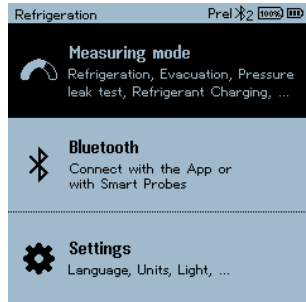 Refrigeration Prel 2 100%
Measuring mode
Refrigeration, Evacuation, Pressure
leak test, Refrigerant Charging, ...
Bluetooth
Connect with the App or
with Smart Probes
Settings
Language, Units, Light, ...